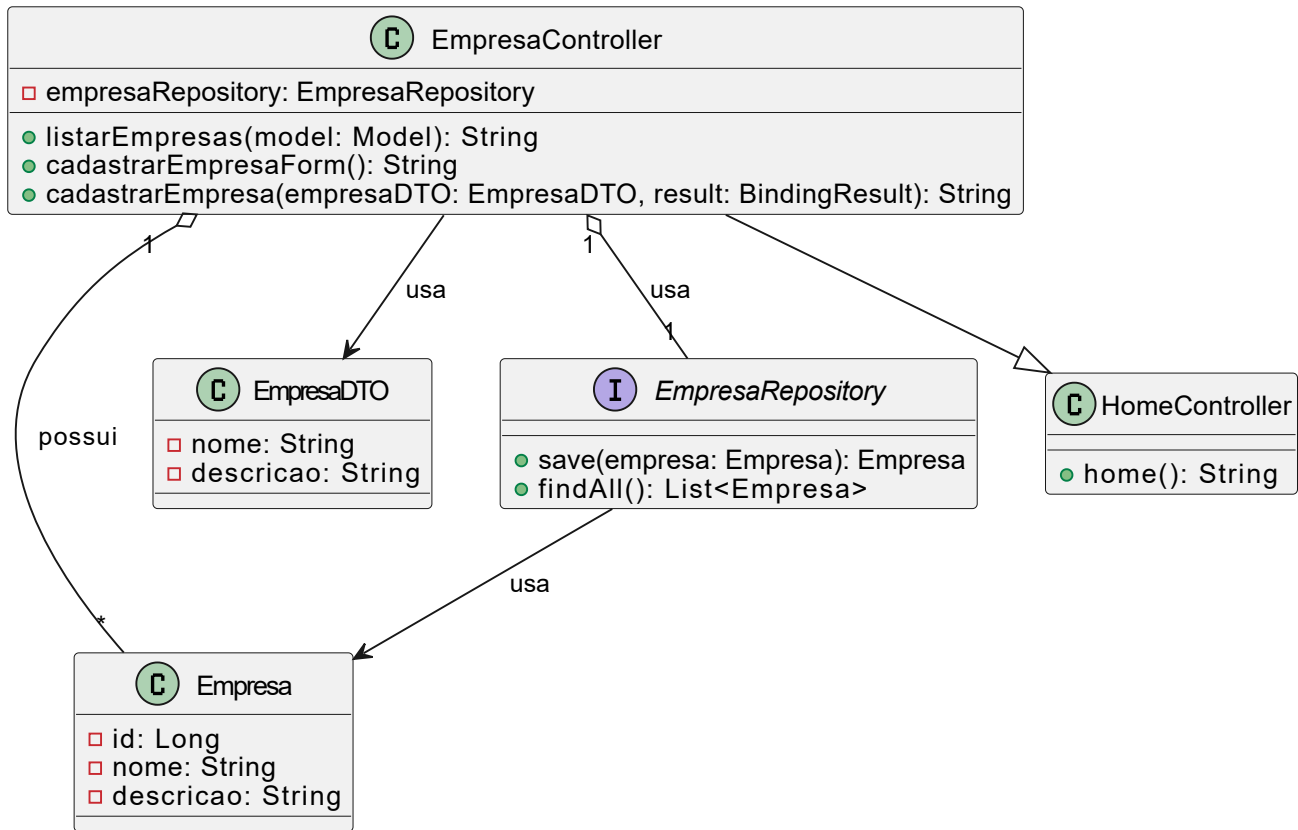 C EmpresaController
empresaRepository: EmpresaRepository
listarEmpresas(model: Model): String
cadastrarEmpresaForm(): String
cadastrarEmpresa(empresaDTO: EmpresaDTO, result: BindingResult): String
1
1
usa
usa
1
C EmpresaDTO
nome: String
descricao: String
I EmpresaRepository
save(empresa: Empresa): Empresa
findAll(): List<Empresa>
C HomeController
home(): String
possui
usa
*
C Empresa
id: Long
nome: String
descricao: String